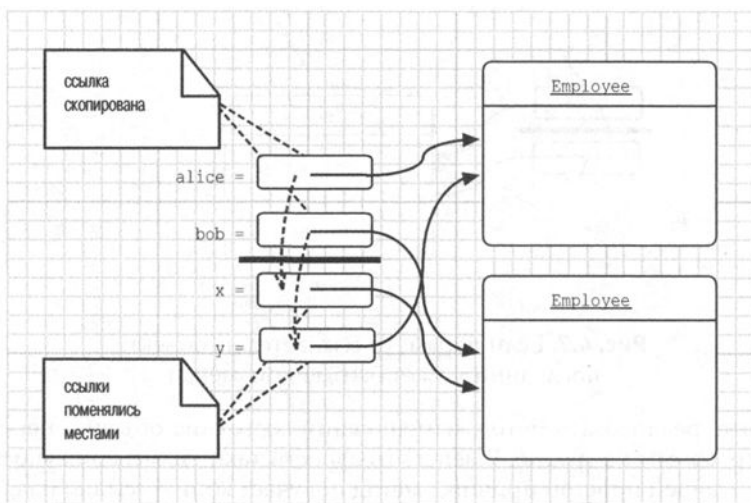 ссылка
скопирована
Employee
alice =
bob =
x =
y =
Employee
ссылки
поменялись
местами